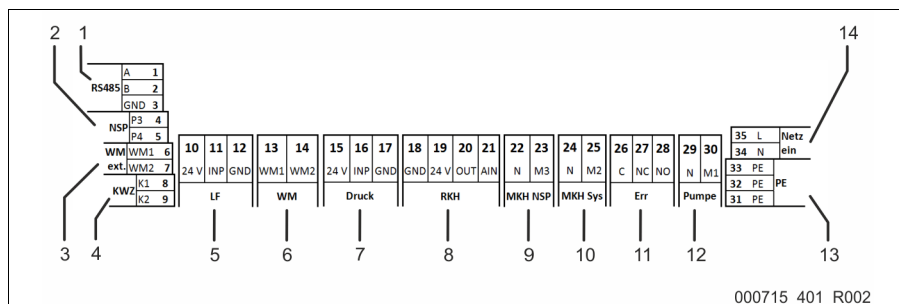 2 1 14
A 1
RS485 B 2
GND 3
NSP P3 4
P4 5
WM WM1 6
ext. WM2 7
KWZ K1 8
K2 9
10 11 12 13 14 15 16 17 18 19 20 21 22 23 24 25 26 27 28 29 30
24 V INP GND WM1 WM2 24 V INP GND GND 24 V OUT AIN N M3 N M2 C NC NO N M1
LF WM Druck RKH MKH NSP MKH Sys Err Pumpe
35 L Netz
34 N ein
33 PE
32 PE PE
31 PE
3 4 5 6 7 8 9 10 11 12 13
000715_401_R002